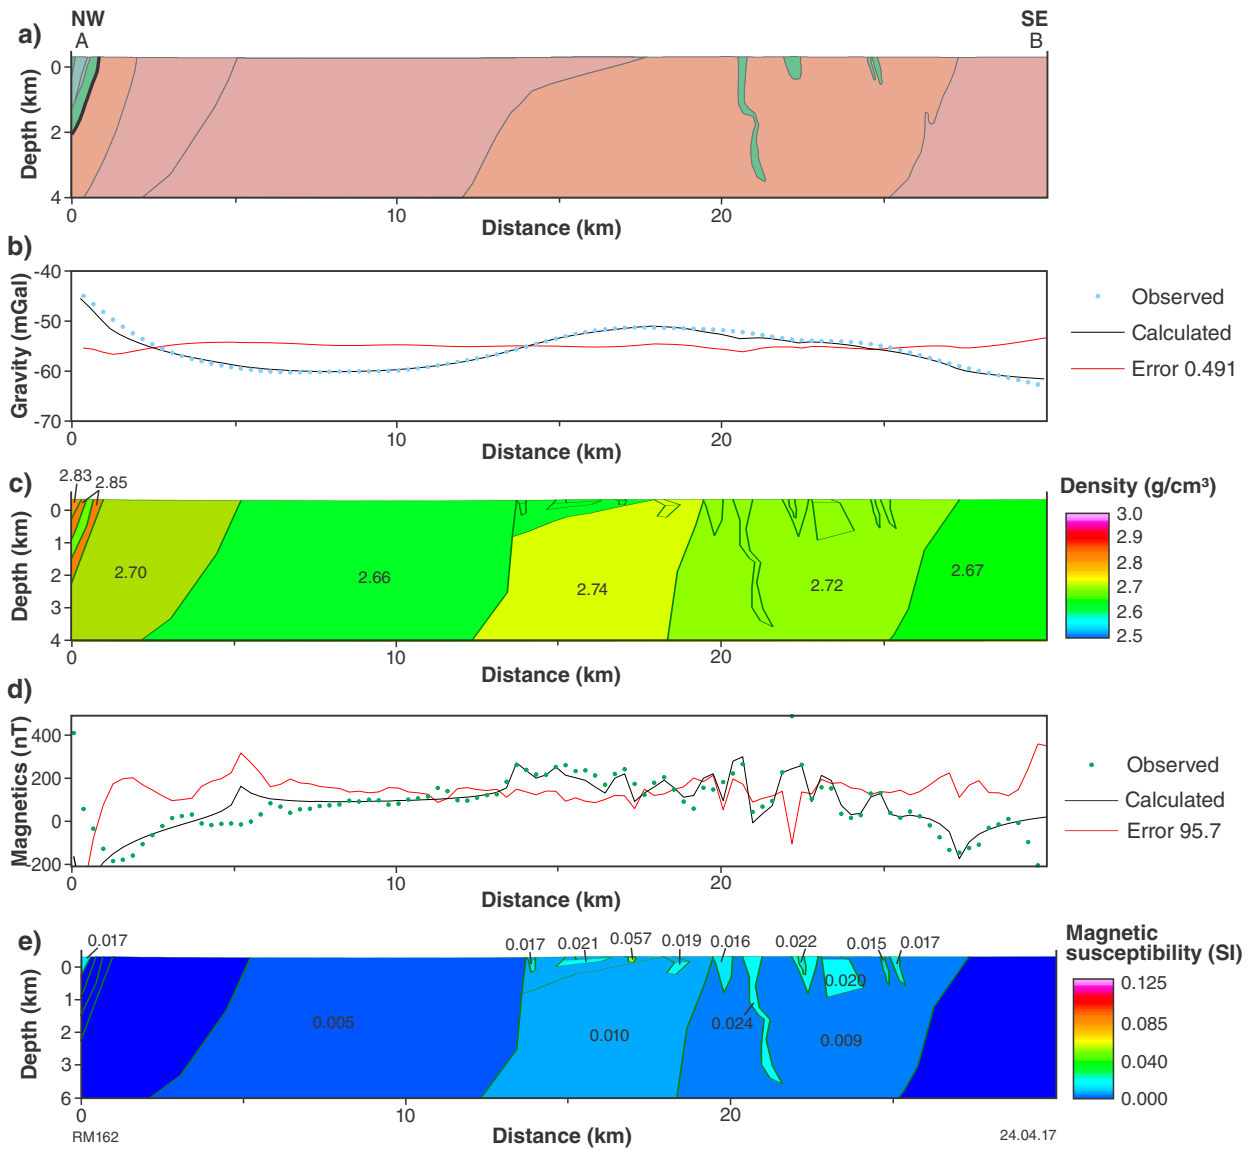 a)
NW
A
SE
B
Depth (km)
0
2
4
0
10
20
Distance (km)
b)
Gravity (mGal)
-40
-50
-60
-70
0
10
20
Distance (km)
Observed
Calculated
Error 0.491
c)
2.83
2.85
Depth (km)
0
1
2
3
4
2.70
2.66
2.74
2.72
2.67
0
10
20
Distance (km)
Density (g/cm³)
3.0
2.9
2.8
2.7
2.6
2.5
d)
Magnetics (nT)
400
200
0
-200
0
10
20
Distance (km)
Observed
Calculated
Error 95.7
e)
0.017
0.017
0.021
0.057
0.019
0.016
0.022
0.015
0.017
Depth (km)
0
1
2
3
6
0.005
0.010
0.024
0.020
0.009
0
10
20
Distance (km)
Magnetic
susceptibility (SI)
0.125
0.085
0.040
0.000
RM162
24.04.17